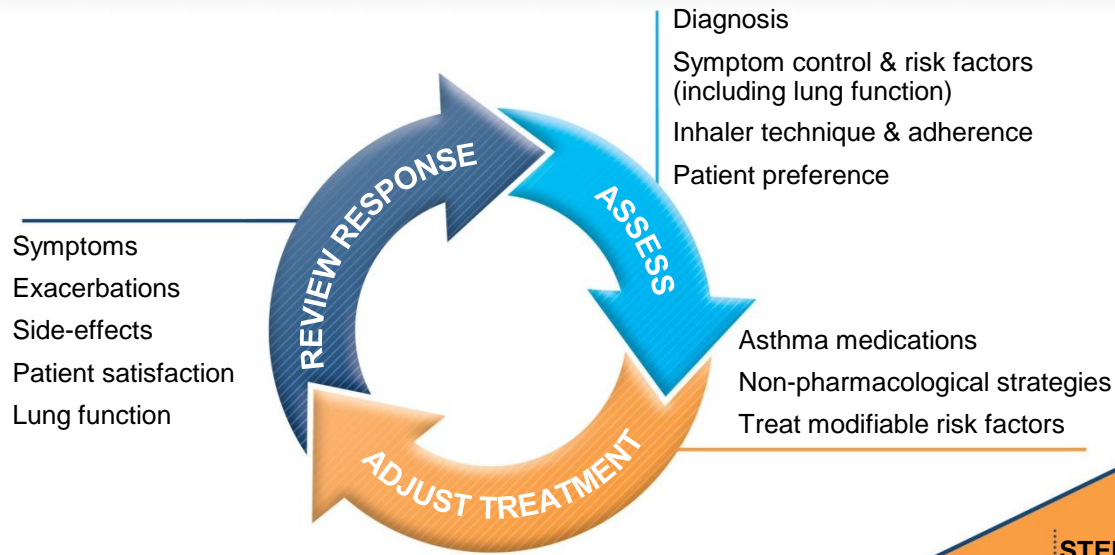 Diagnosis
Symptom control & risk factors
(including lung function)
Inhaler technique & adherence
Patient preference
REVIEW RESPONSE
ASSESS
ADJUST TREATMENT
Symptoms
Exacerbations
Side-effects
Patient satisfaction
Lung function
Asthma medications
Non-pharmacological strategies
Treat modifiable risk factors